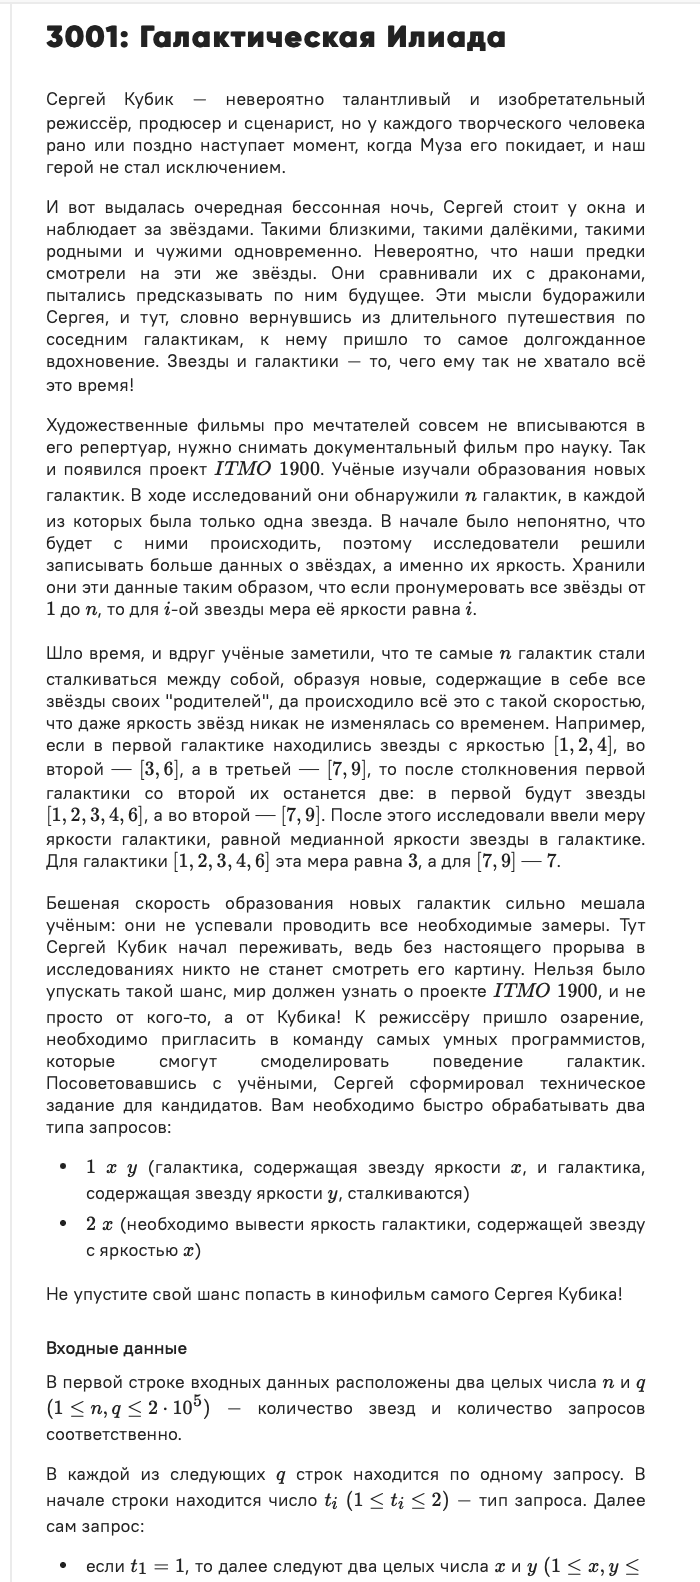 3001: Галактическая Илиада
Сергей Кубик — невероятно талантливый и изобретательный
режиссёр, продюсер и сценарист, но у каждого творческого человека
рано или поздно наступает момент, когда Муза его покидает, и наш
герой не стал исключением.
И вот выдалась очередная бессонная ночь, Сергей стоит у окна и
наблюдает за звёздами. Такими близкими, такими далёкими, такими
родными и чужими одновременно. Невероятно, что наши предки
смотрели на эти же звёзды. Они сравнивали их с драконами,
пытались предсказывать по ним будущее. Эти мысли будоражили
Сергея, и тут, словно вернувшись из длительного путешествия по
соседним галактикам, к нему пришло то самое долгожданное
вдохновение. Звезды и галактики — то, чего ему так не хватало всё
это время!
Художественные фильмы про мечтателей совсем не вписываются в
его репертуар, нужно снимать документальный фильм про науку. Так
и появился проект ITMO 1900. Учёные изучали образования новых
галактик. В ходе исследований они обнаружили n галактик, в каждой
из которых была только одна звезда. В начале было непонятно, что
будет с ними происходить, поэтому исследователи решили
записывать больше данных о звёздах, а именно их яркость. Хранили
они эти данные таким образом, что если пронумеровать все звёзды от
1 до n, то для i-ой звезды мера её яркости равна i.
Шло время, и вдруг учёные заметили, что те самые n галактик стали
сталкиваться между собой, образуя новые, содержащие в себе все
звёзды своих "родителей", да происходило всё это с такой скоростью,
что даже яркость звёзд никак не изменялась со временем. Например,
если в первой галактике находились звезды с яркостью [1, 2, 4], во
второй — [3, 6], а в третьей — [7, 9], то после столкновения первой
галактики со второй их останется две: в первой будут звезды
[1, 2, 3, 4, 6], а во второй — [7, 9]. После этого исследовали ввели меру
яркости галактики, равной медианной яркости звезды в галактике.
Для галактики [1, 2, 3, 4, 6] эта мера равна 3, а для [7, 9] — 7.
Бешеная скорость образования новых галактик сильно мешала
учёным: они не успевали проводить все необходимые замеры. Тут
Сергей Кубик начал переживать, ведь без настоящего прорыва в
исследованиях никто не станет смотреть его картину. Нельзя было
упускать такой шанс, мир должен узнать о проекте ITMO 1900, и не
просто от кого-то, а от Кубика! К режиссёру пришло озарение,
необходимо пригласить в команду самых умных программистов,
которые смогут смоделировать поведение галактик.
Посоветовавшись с учёными, Сергей сформировал техническое
задание для кандидатов. Вам необходимо быстро обрабатывать два
типа запросов:
• 1 x y (галактика, содержащая звезду яркости x, и галактика,
содержащая звезду яркости y, сталкиваются)
• 2 x (необходимо вывести яркость галактики, содержащей звезду
с яркостью x)
Не упустите свой шанс попасть в кинофильм самого Сергея Кубика!
Входные данные
В первой строке входных данных расположены два целых числа n и q
(1 ≤ n, q ≤ 2 · 10⁵) — количество звезд и количество запросов
соответственно.
В каждой из следующих q строк находится по одному запросу. В
начале строки находится число tᵢ (1 ≤ tᵢ ≤ 2) — тип запроса. Далее
сам запрос:
• если t₁ = 1, то далее следуют два целых числа x и y (1 ≤ x, y ≤